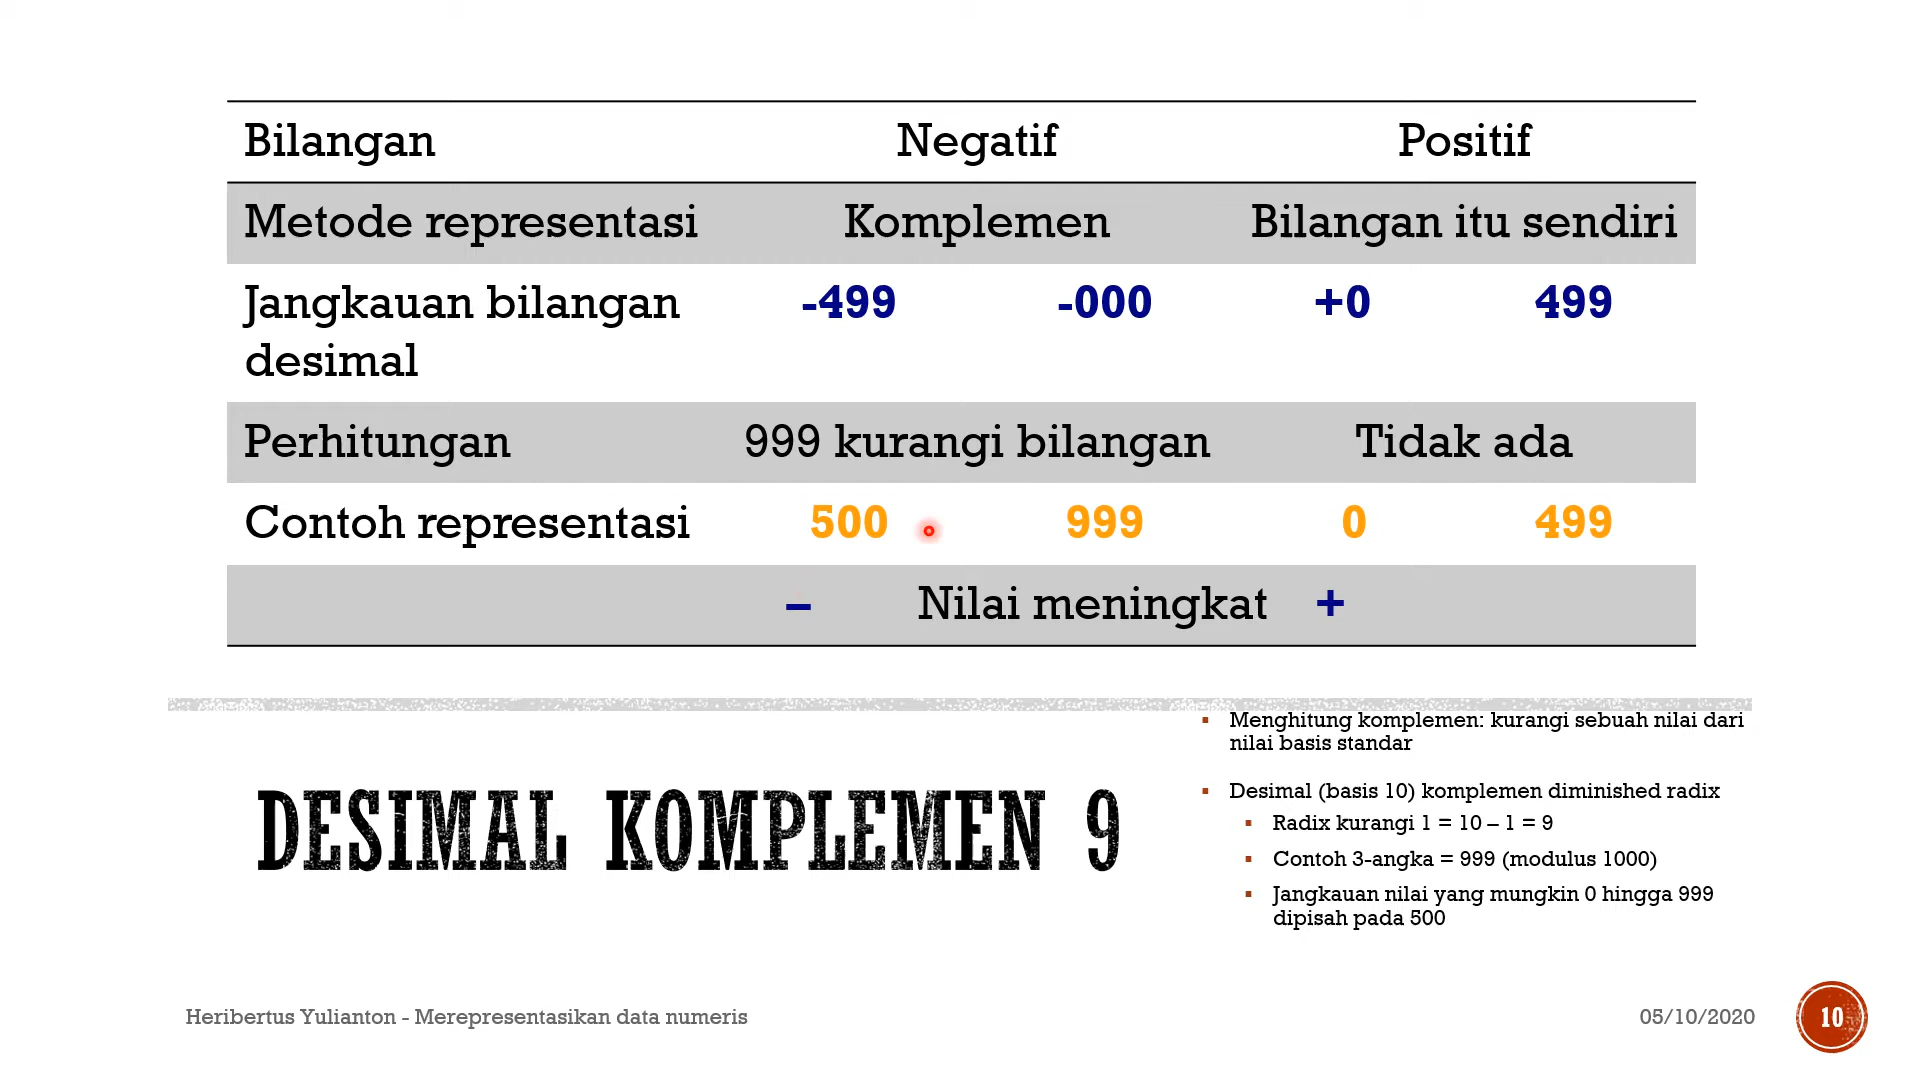 Bilangan Negatif Positif
Metode representasi Komplemen Bilangan itu sendiri
Jangkauan bilangan -499 -000 +0 499
desimal
Perhitungan 999 kurangi bilangan Tidak ada
Contoh representasi 500 999 0 499
– Nilai meningkat +
DESIMAL KOMPLEMEN 9
▪ Menghitung komplemen: kurangi sebuah nilai dari
nilai basis standar
▪ Desimal (basis 10) komplemen diminished radix
▪ Radix kurangi 1 = 10 – 1 = 9
▪ Contoh 3-angka = 999 (modulus 1000)
▪ Jangkauan nilai yang mungkin 0 hingga 999
dipisah pada 500
Heribertus Yulianton - Merepresentasikan data numeris 05/10/2020 10